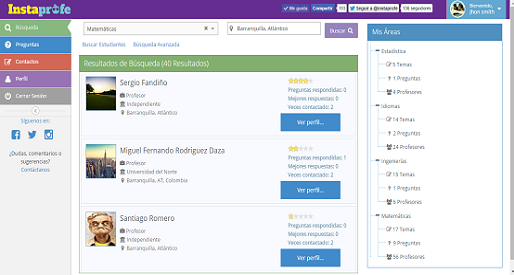 Instaprofe
Me gusta
Compartir
Seguir a @instaprofe
136 seguidores
Bienvenido,
Jhon smith
Búsqueda
Preguntas
Contactos
Perfil
Cerrar Sesión
Síguenos en:
¿Dudas, comentarios o
sugerencias?
Contáctanos
Matemáticas
Barranquilla, Atlántico
Buscar
Buscar Estudiantes
Búsqueda Avanzada
Resultados de Búsqueda (40 Resultados)
Sergio Fandiño
Profesor
Independiente
Barranquilla, Atlántico
Preguntas respondidas: 0
Mejores respuestas: 0
Veces contactado: 2
Ver perfil...
Miguel Fernando Rodriguez Daza
Profesor
Universidad del Norte
Barranquilla, AT, Colombia
Preguntas respondidas: 1
Mejores respuestas: 0
Veces contactado: 2
Ver perfil...
Santiago Romero
Profesor
Independiente
Barranquilla, Atlántico
Preguntas respondidas: 0
Mejores respuestas: 0
Veces contactado: 2
Ver perfil...
Mis Áreas
Estadística
5 Temas
1 Preguntas
4 Profesores
Idiomas
14 Temas
2 Preguntas
24 Profesores
Ingenerías
15 Temas
1 Preguntas
5 Profesores
Matemáticas
17 Temas
9 Preguntas
56 Profesores